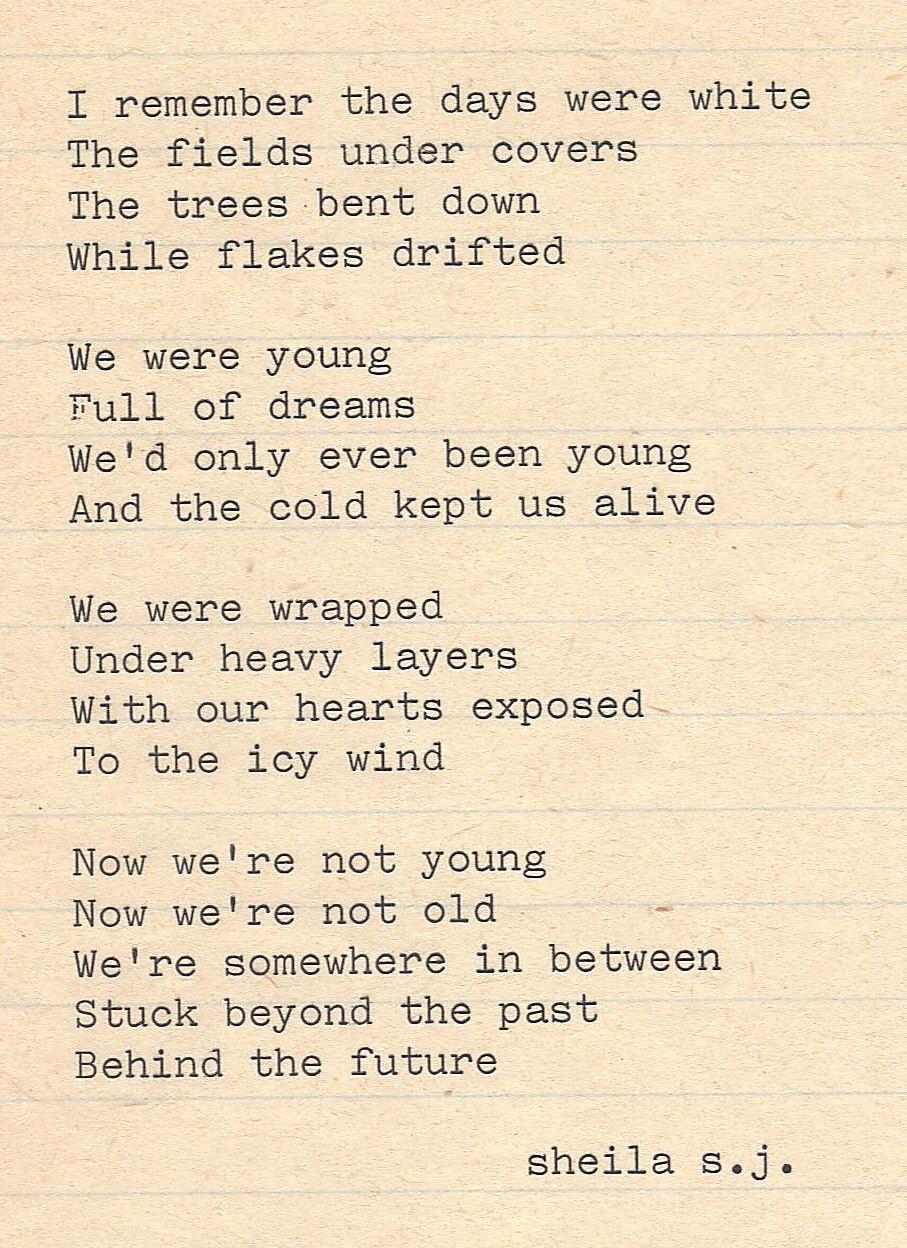 I remember the days were white
The fields under covers
The trees bent down
While flakes drifted
We were young
Full of dreams
We'd only ever been young
And the cold kept us alive
We were wrapped
Under heavy layers
With our hearts exposed
To the icy wind
Now we're not young
Now we're not old
We're somewhere in between
Stuck beyond the past
Behind the future
sheila s.j.